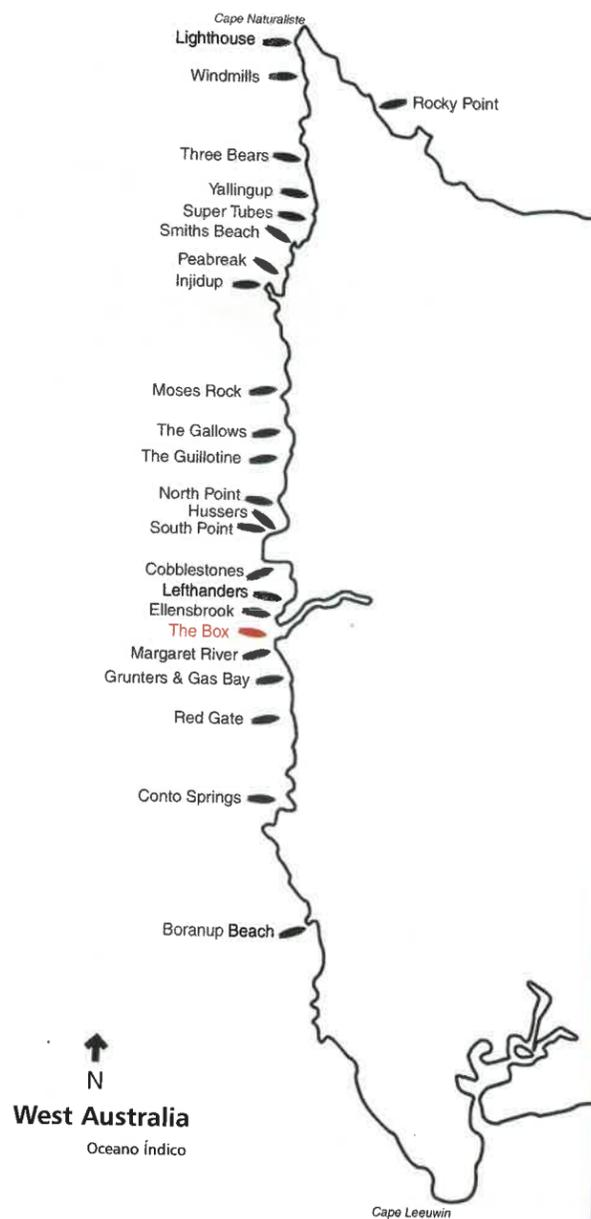 Cape Naturaliste
Lighthouse
Windmills
Rocky Point
Three Bears
Yallingup
Super Tubes
Smiths Beach
Peabreak
Injidup
Moses Rock
The Gallows
The Guillotine
North Point
Hussers
South Point
Cobblestones
Lefthanders
Ellensbrook
The Box
Margaret River
Grunters & Gas Bay
Red Gate
Conto Springs
Boranup Beach
N
West Australia
Oceano Índico
Cape Leeuwin